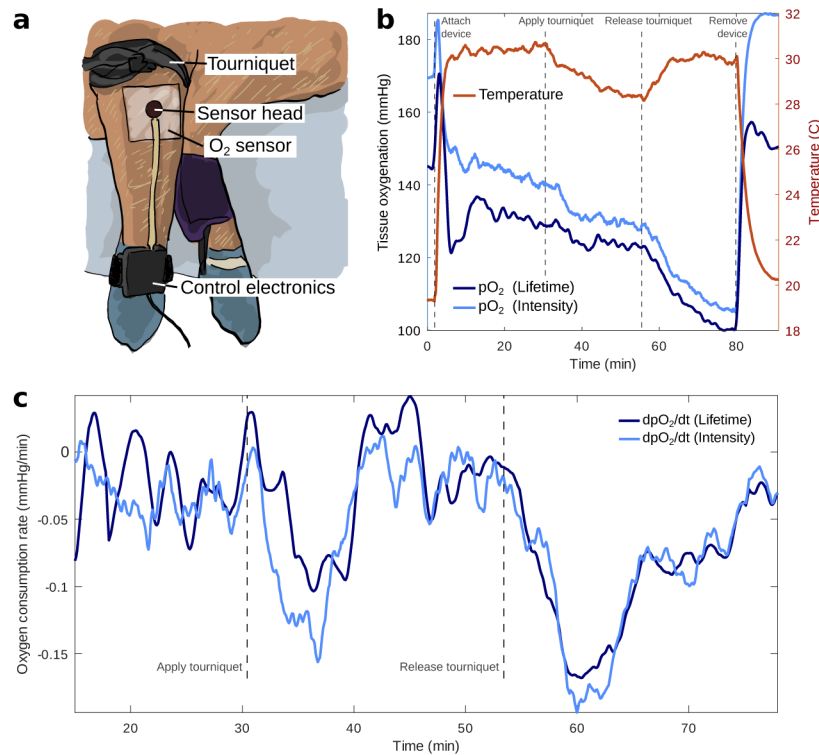 a
Tourniquet
Sensor head
O₂ sensor
Control electronics
b
Attach device
Apply tourniquet
Release tourniquet
Remove device
Tissue oxygenation (mmHg)
180
160
140
120
100
Temperature
pO₂ (Lifetime)
pO₂ (Intensity)
32
30
28
26
24
22
20
18
Temperature (C)
0 20 40 60 80
Time (min)
c
Oxygen consumption rate (mmHg/min)
0
-0.05
-0.1
-0.15
dpO₂/dt (Lifetime)
dpO₂/dt (Intensity)
Apply tourniquet
Release tourniquet
20 30 40 50 60 70
Time (min)